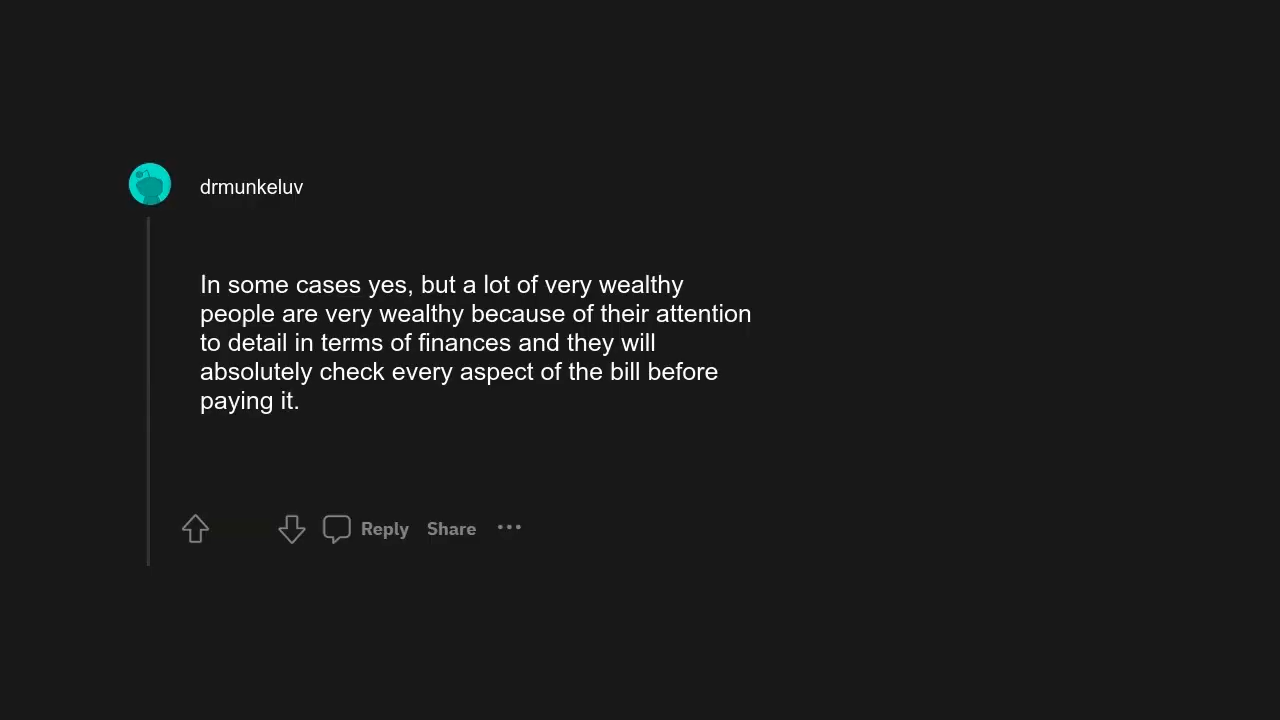 drmunkeluv
In some cases yes, but a lot of very wealthy
people are very wealthy because of their attention
to detail in terms of finances and they will
absolutely check every aspect of the bill before
paying it.
Reply Share